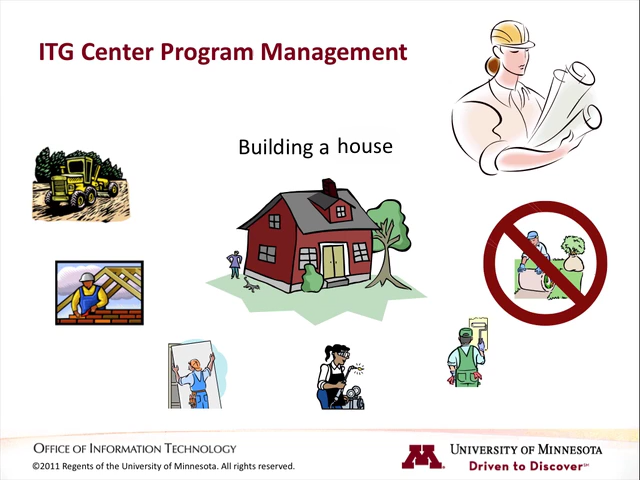 ITG Center Program Management
Building a house
OFFICE OF INFORMATION TECHNOLOGY
©2011 Regents of the University of Minnesota. All rights reserved.
M
UNIVERSITY OF MINNESOTA
Driven to Discover℠